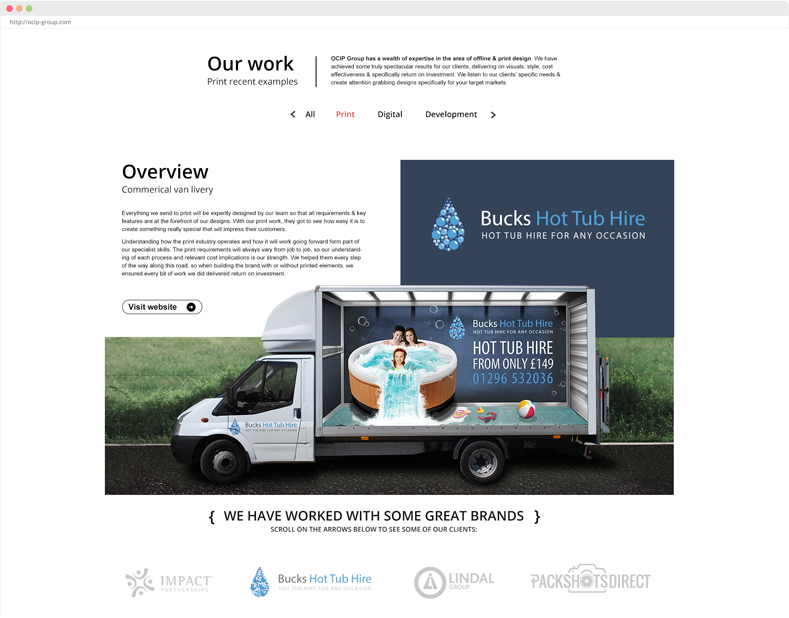 http://ocip-group.com
Our work
Print recent examples
OCIP Group has a wealth of expertise in the area of offline & print design. We have
achieved some truly spectacular results for our clients, delivering on visuals, style, cost
effectiveness & specifically return on investment. We listen to our clients' specific needs &
create attention grabbing designs specifically for your target markets.
< All Print Digital Development >
Overview
Commerical van livery
Everything we send to print will be expertly designed by our team so that all requirements & key
features are at the forefront of our designs. With our print work, they got to see how easy it is to
create something really special that will impress their customers.
Understanding how the print industry operates and how it will work going forward form part of
our specialist skills. The print requirements will always vary from job to job, so our understand-
ing of each process and relevant cost implications is our strength. We helped them every step
of the way along this road, so when building the brand with or without printed elements, we
ensured every bit of work we did delivered return on investment.
Visit website
Bucks Hot Tub Hire
HOT TUB HIRE FOR ANY OCCASION
Bucks Hot Tub Hire
HOT TUB HIRE FOR ANY OCCASION
HOT TUB HIRE
FROM ONLY £149
01296 532036
Bucks Hot Tub Hire
HOT TUB HIRE FOR ANY OCCASION
{ WE HAVE WORKED WITH SOME GREAT BRANDS }
SCROLL ON THE ARROWS BELOW TO SEE SOME OF OUR CLIENTS:
IMPACT
PARTNERSHIPS
Bucks Hot Tub Hire
HOT TUB HIRE FOR ANY OCCASION
LINDAL
GROUP
PACKSHOTSDIRECT